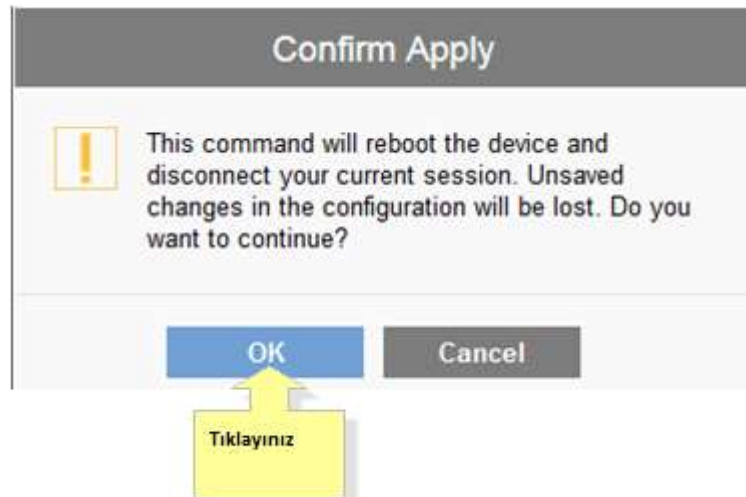 Confirm Apply
This command will reboot the device and
disconnect your current session. Unsaved
changes in the configuration will be lost. Do you
want to continue?
OK
Cancel
Tıklayınız